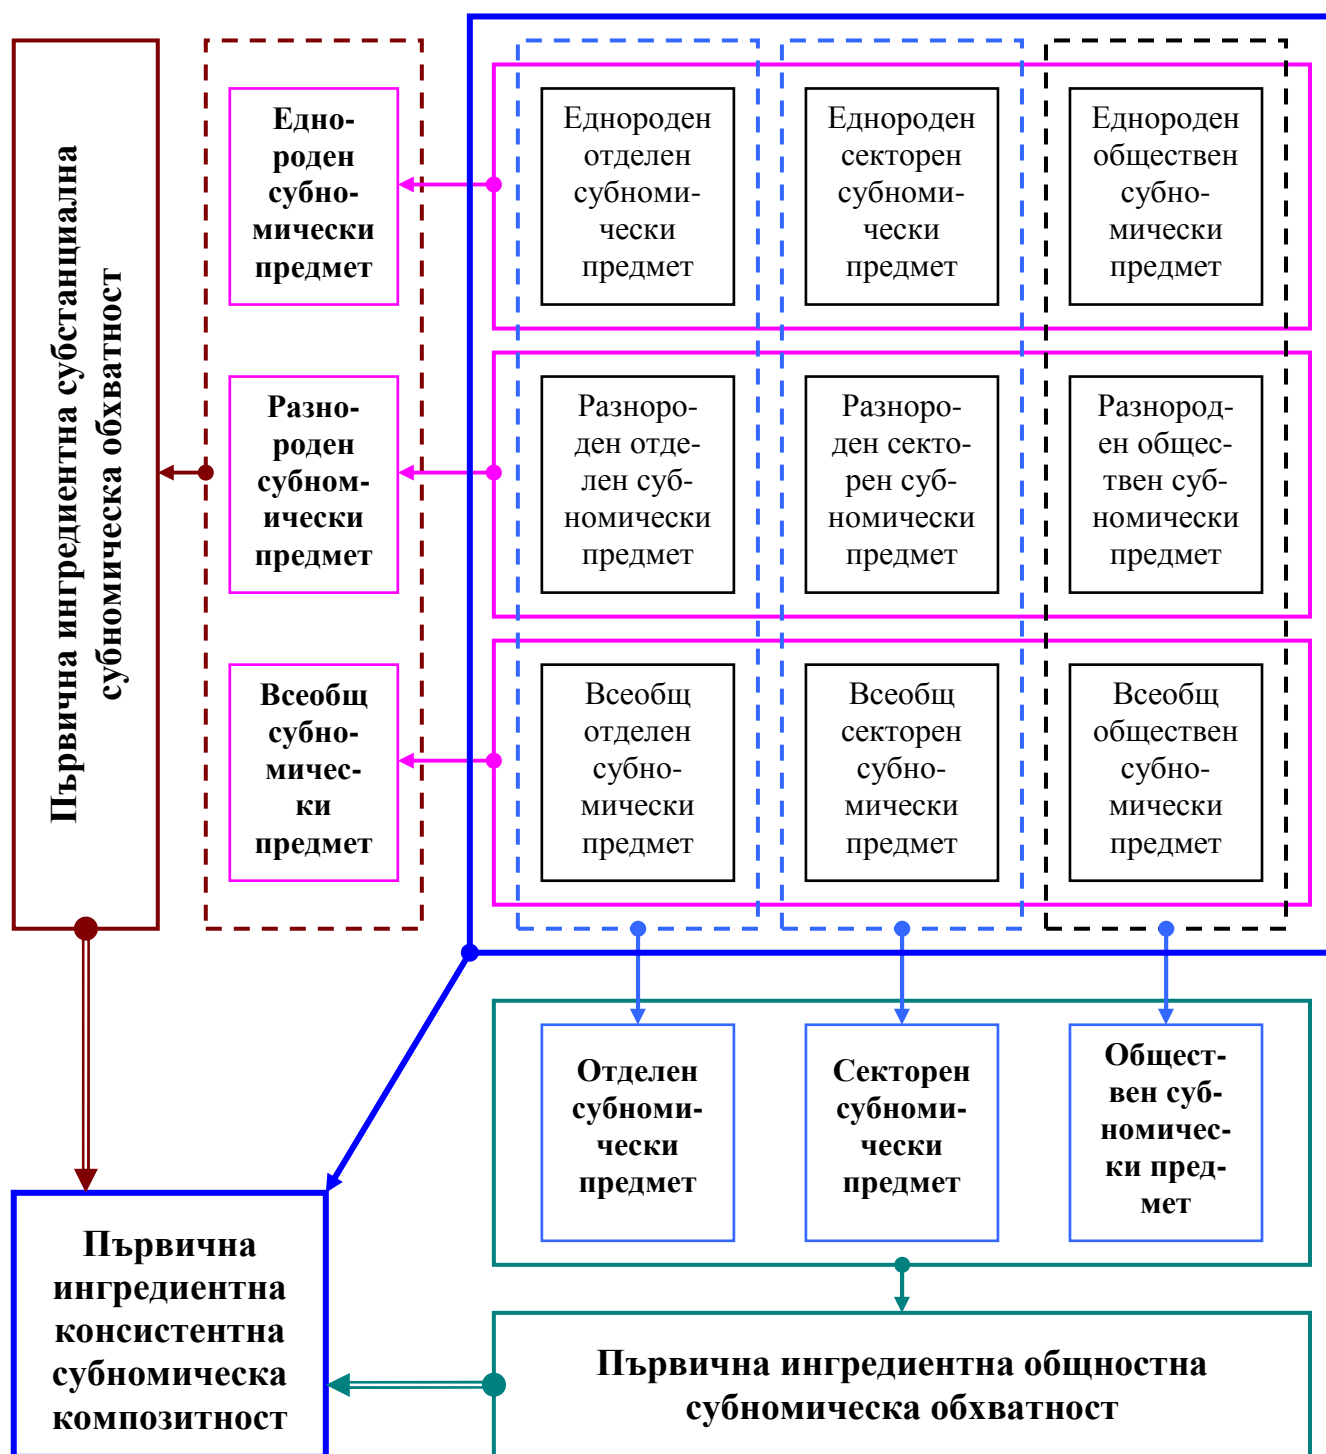 Първична ингредиентна субстанциална
субномическа обхватност
Едно-
роден
субно-
мически
предмет
Еднороден
отделен
субноми-
чески
предмет
Еднороден
секторен
субноми-
чески
предмет
Еднороден
обществен
субно-
мически
предмет
Разно-
роден
субном-
ически
предмет
Разноро-
ден отде-
лен суб-
номически
предмет
Разноро-
ден секто-
рен суб-
номически
предмет
Разнород-
ен общес-
твен суб-
номически
предмет
Всеобщ
субно-
мичес-
ки
предмет
Всеобщ
отделен
субно-
мически
предмет
Всеобщ
секторен
субно-
мически
предмет
Всеобщ
обществен
субно-
мически
предмет
Отделен
субноми-
чески
предмет
Секторен
субноми-
чески
предмет
Общест-
вен суб-
номичес-
ки пред-
мет
Първична
ингредиентна
консистентна
субномическа
композитност
Първична ингредиентна общностна
субномическа обхватност